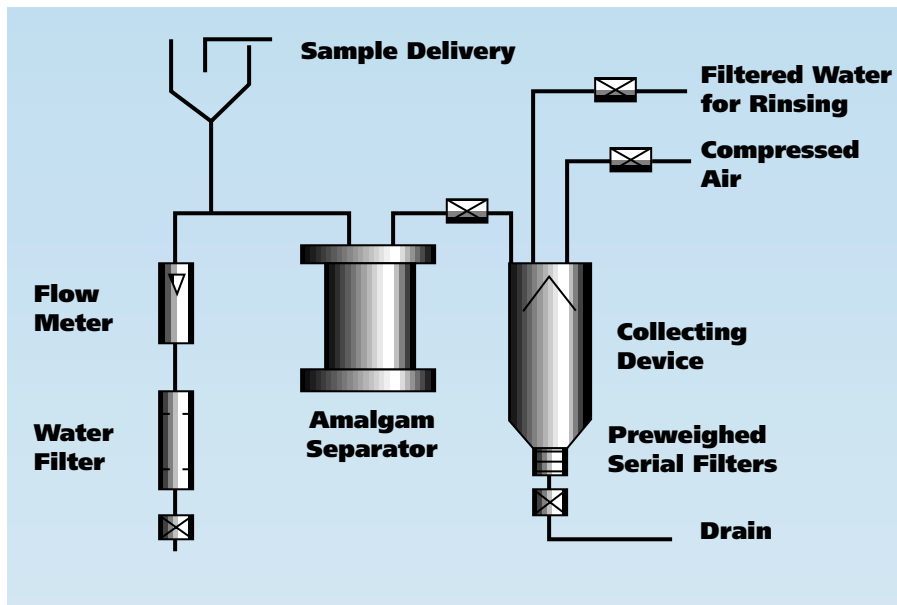 Sample Delivery
Filtered Water
for Rinsing
Compressed
Air
Flow
Meter
Collecting
Device
Amalgam
Separator
Water
Filter
Preweighed
Serial Filters
Drain